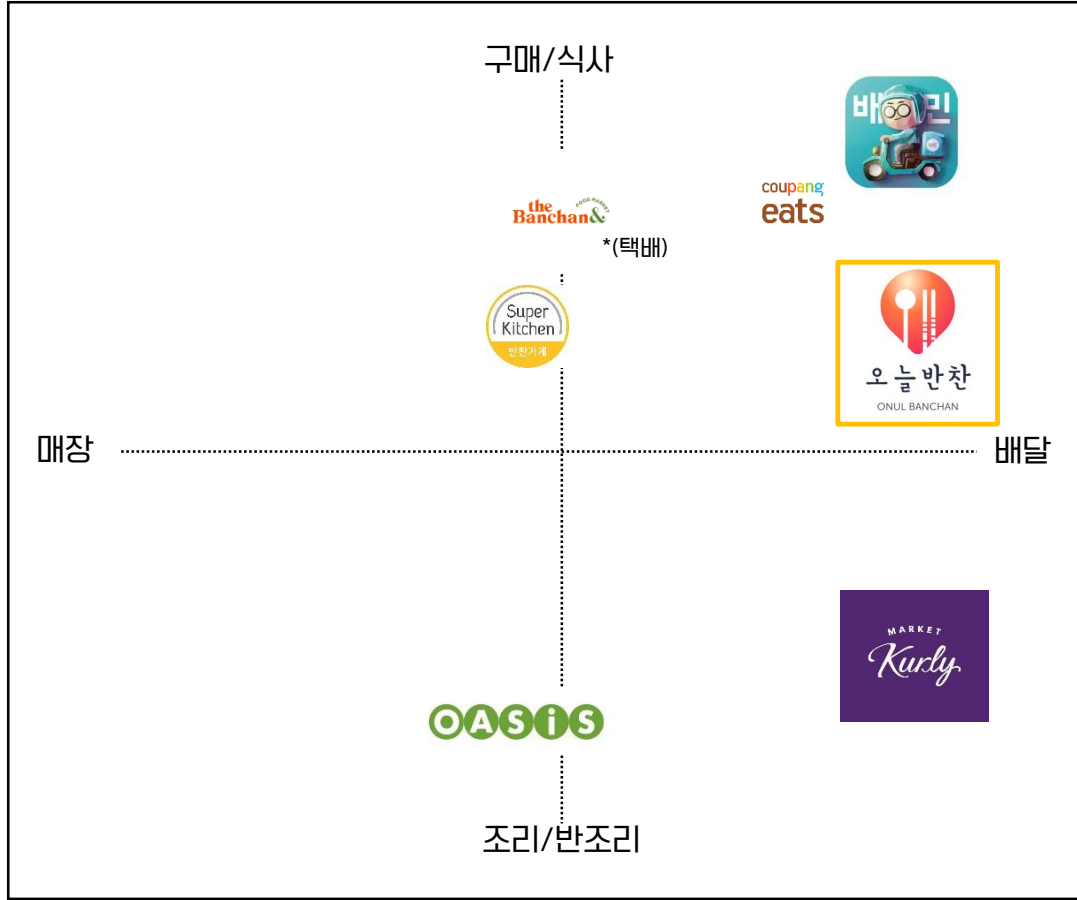 구매/식사
배 민
coupang
eats
the
Banchan&
FOOD MARKET
*(택배)
Super
Kitchen
반찬가게
오늘반찬
ONUL BANCHAN
매장
배달
MARKET
Kurly
OASiS
조리/반조리